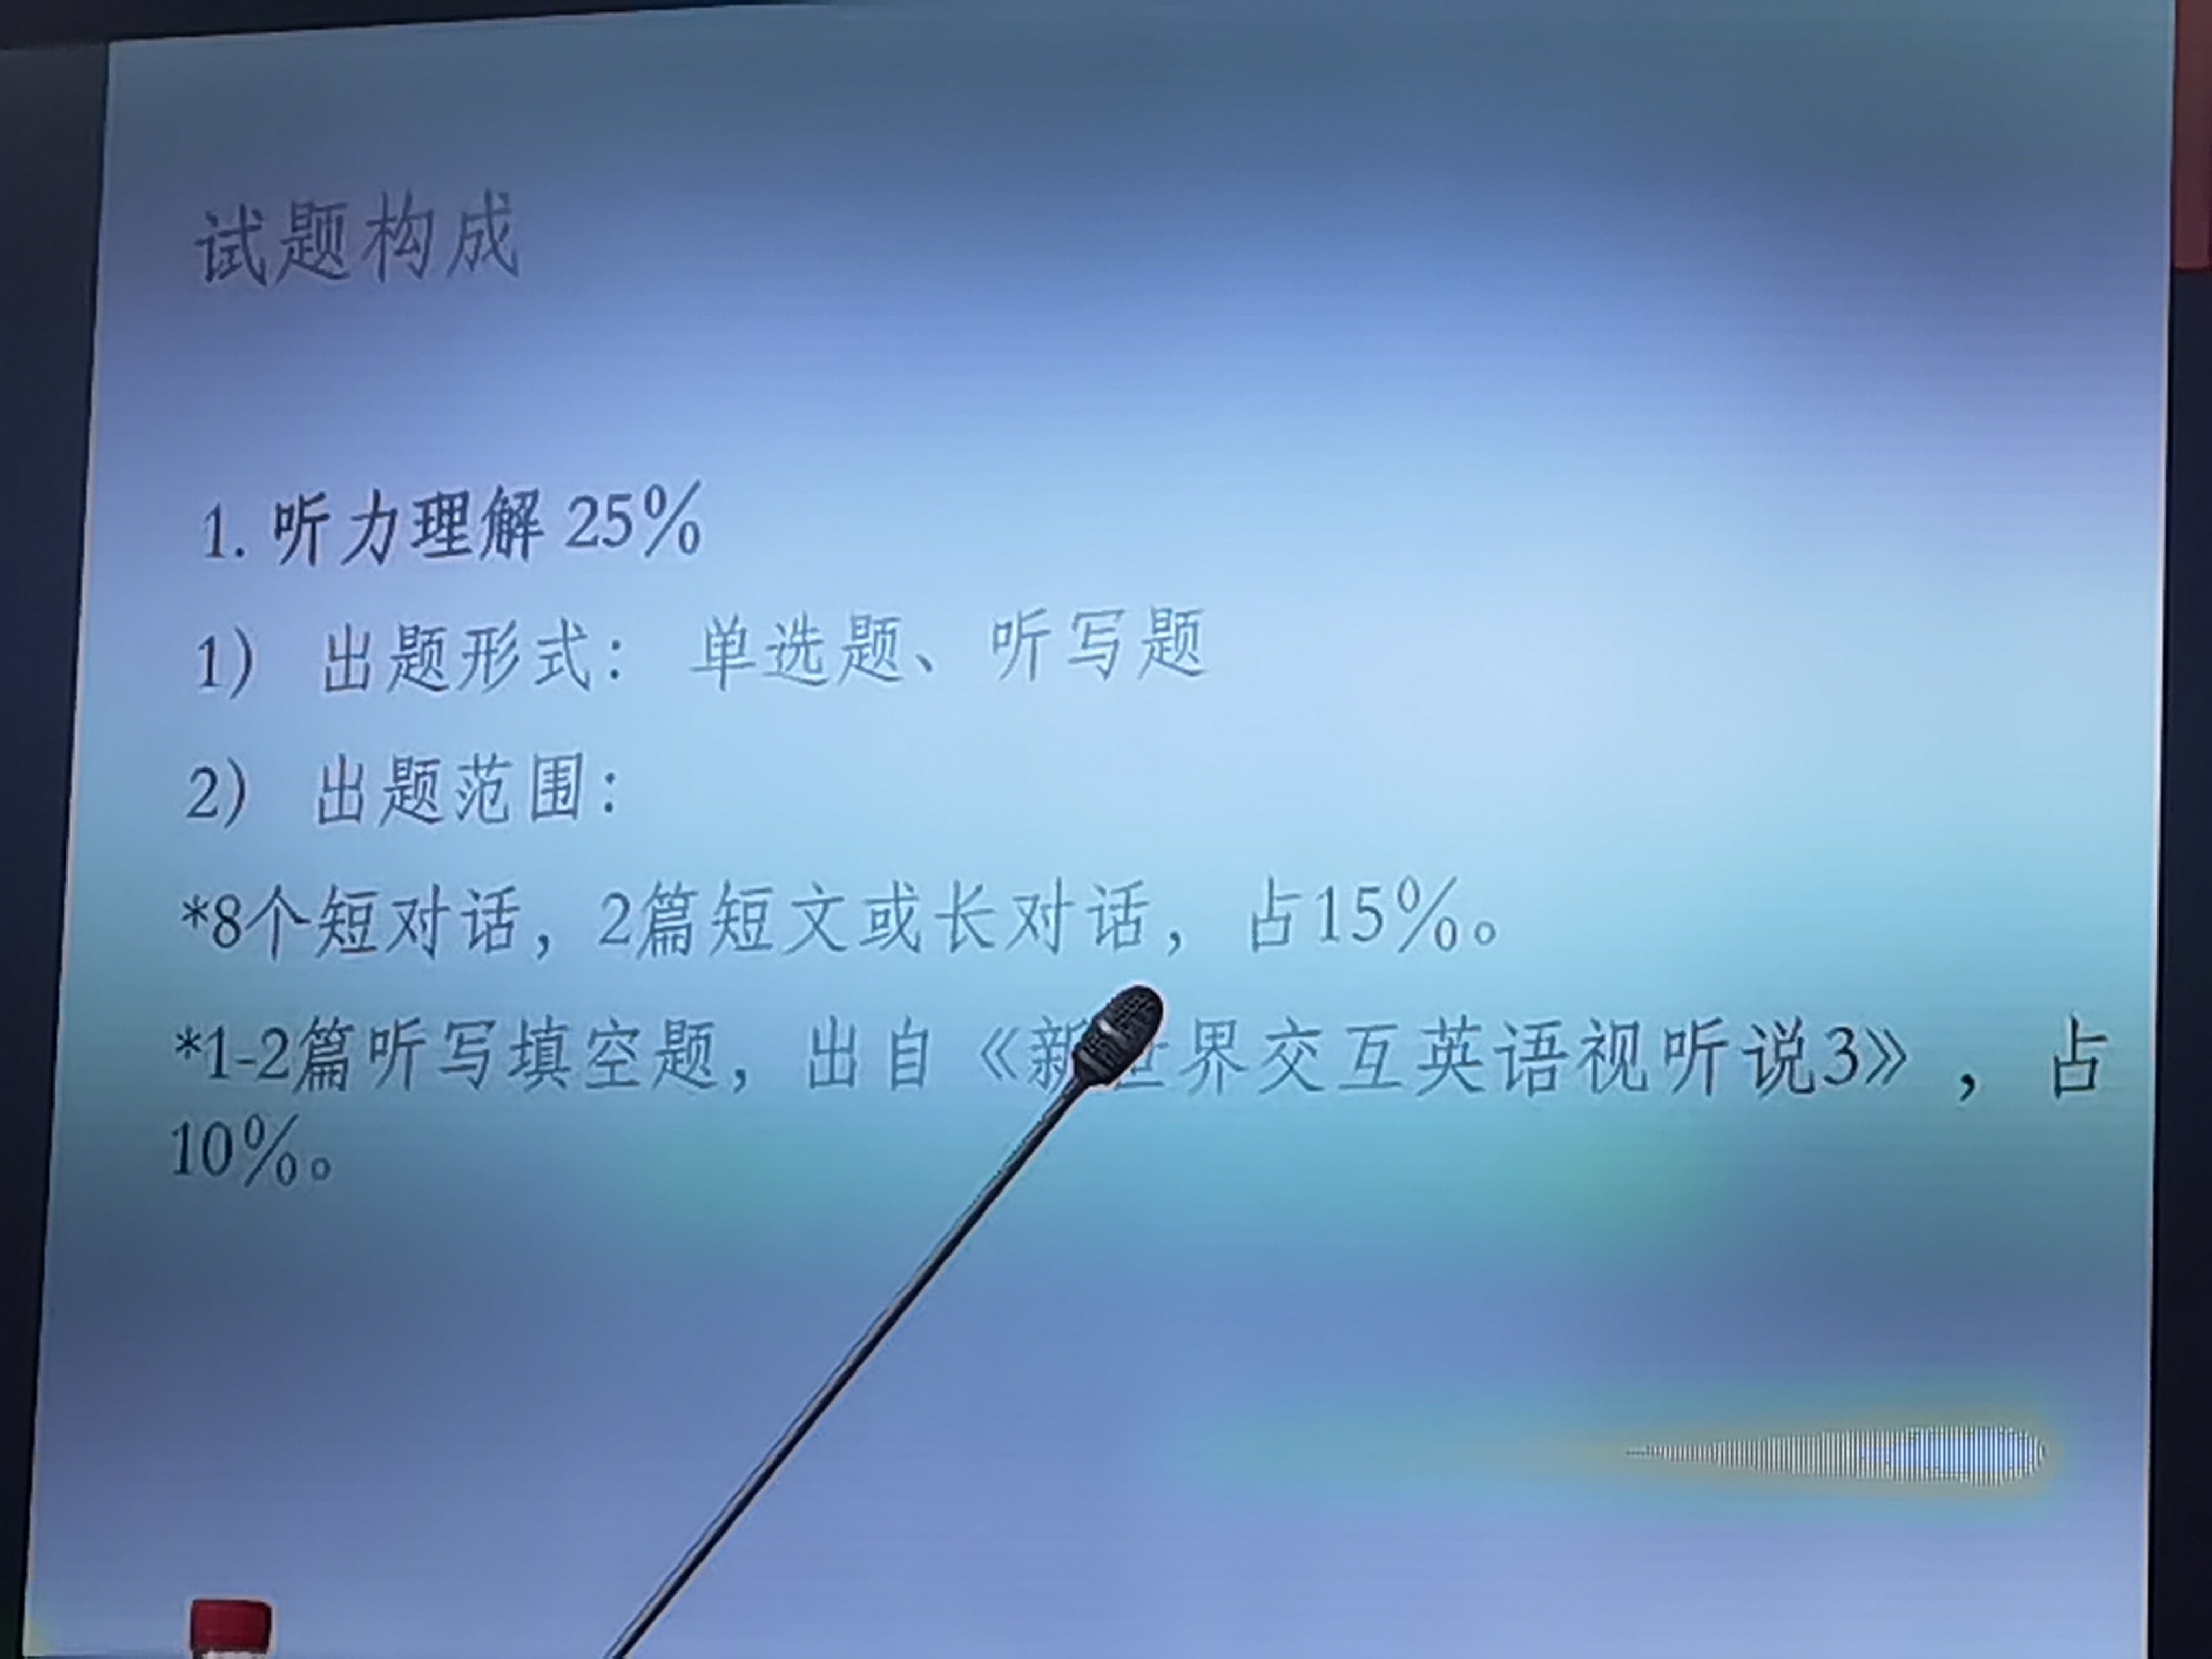 试题构成
1. 听力理解 25%
1) 出题形式： 单选题、听写题
2) 出题范围：
*8个短对话，2篇短文或长对话，占15%。
*1-2篇听写填空题，出自《新世界交互英语视听说3》，占
10%。